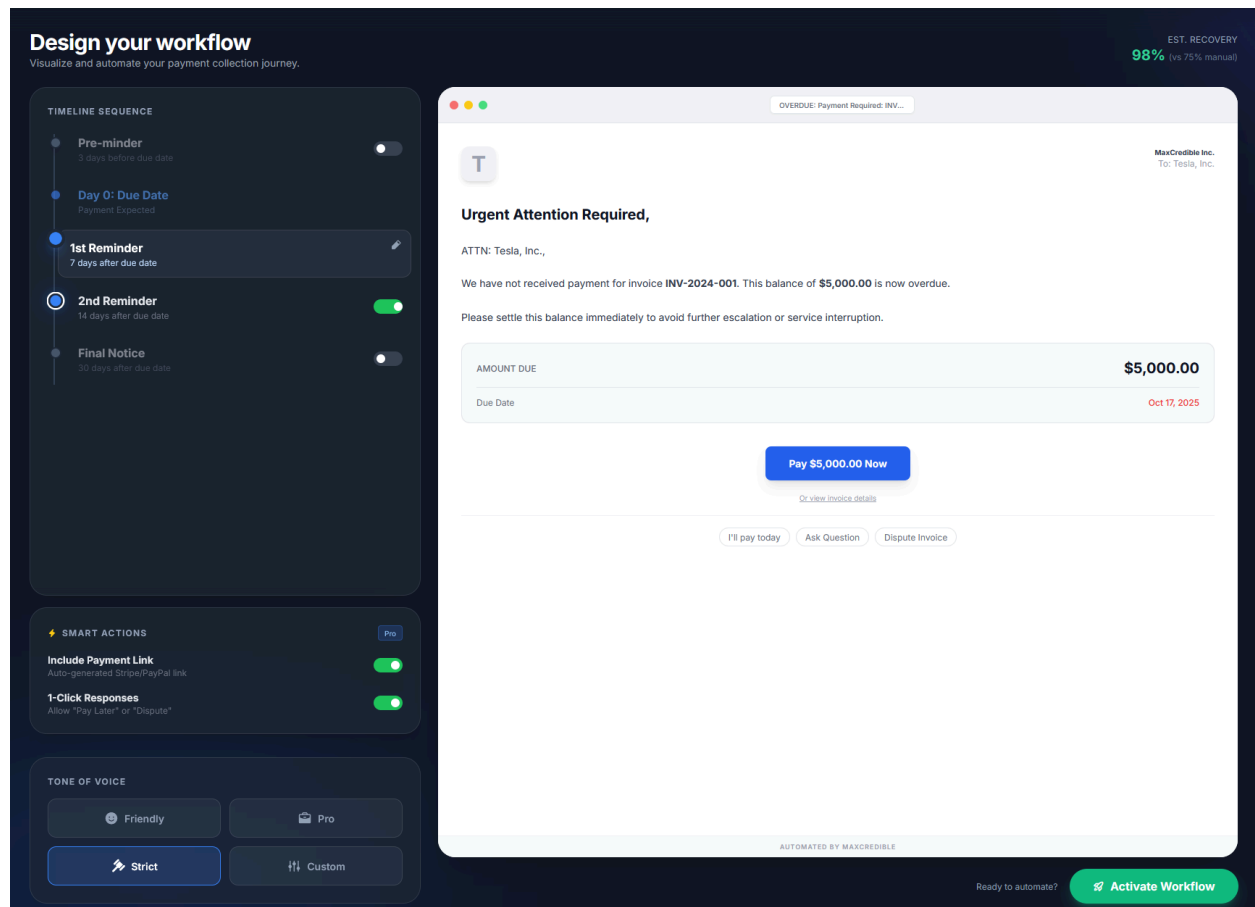 Design your workflow
Visualize and automate your payment collection journey.
EST. RECOVERY
98% (vs 75% manual)
TIMELINE SEQUENCE
Pre-minder
3 days before due date
Day 0: Due Date
Payment Expected
1st Reminder
7 days after due date
2nd Reminder
14 days after due date
Final Notice
30 days after due date
SMART ACTIONS
Pro
Include Payment Link
Auto-generated Stripe/PayPal link
1-Click Responses
Allow "Pay Later" or "Dispute"
TONE OF VOICE
Friendly
Pro
Strict
Custom
OVERDUE: Payment Required: INV...
T
MaxCredible Inc.
To: Tesla, Inc.
Urgent Attention Required,
ATTN: Tesla, Inc.,
We have not received payment for invoice INV-2024-001. This balance of $5,000.00 is now overdue.
Please settle this balance immediately to avoid further escalation or service interruption.
AMOUNT DUE
$5,000.00
Due Date
Oct 17, 2025
Pay $5,000.00 Now
Or view invoice details
I'll pay today
Ask Question
Dispute Invoice
AUTOMATED BY MAXCREDIBLE
Ready to automate?
Activate Workflow